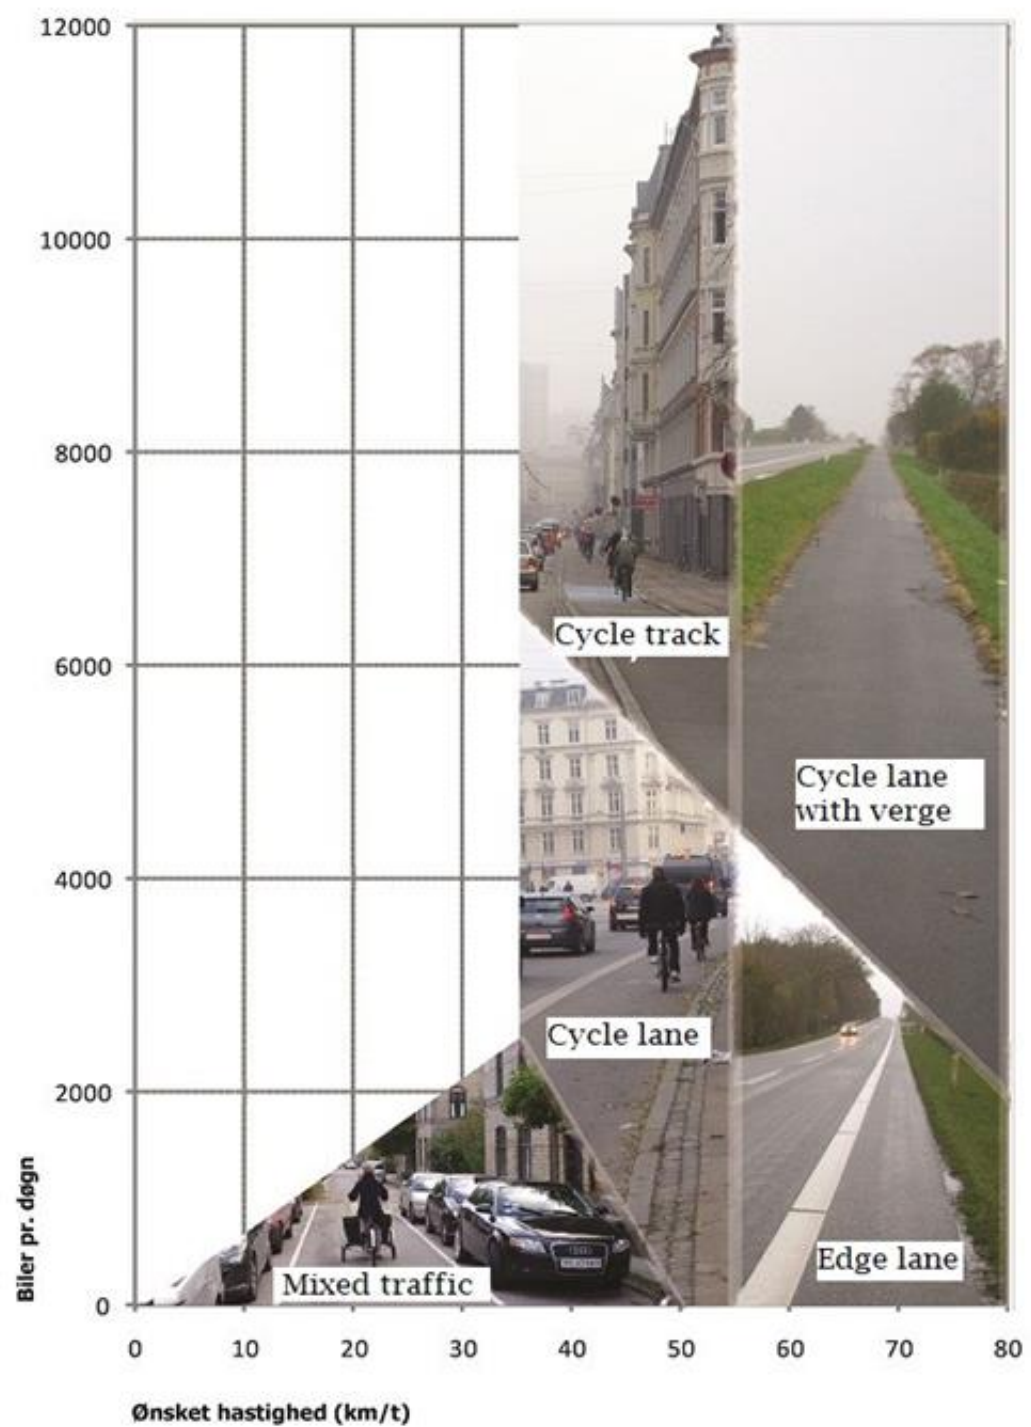 12000
10000
8000
6000
4000
2000
0
Biler pr. døgn
Cycle track
Cycle lane
with verge
Cycle lane
Edge lane
Mixed traffic
0 10 20 30 40 50 60 70 80
Ønsket hastighed (km/t)